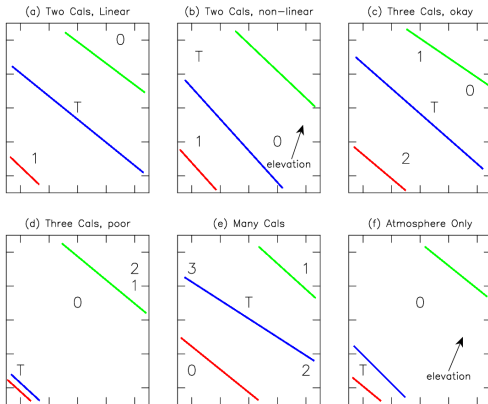 (a) Two Cals, Linear
0
T
1
(b) Two Cals, non-linear
T
1
0
elevation
(c) Three Cals, okay
1
0
T
2
(d) Three Cals, poor
2
1
0
T
(e) Many Cals
3
1
T
0
2
(f) Atmosphere Only
0
elevation
T